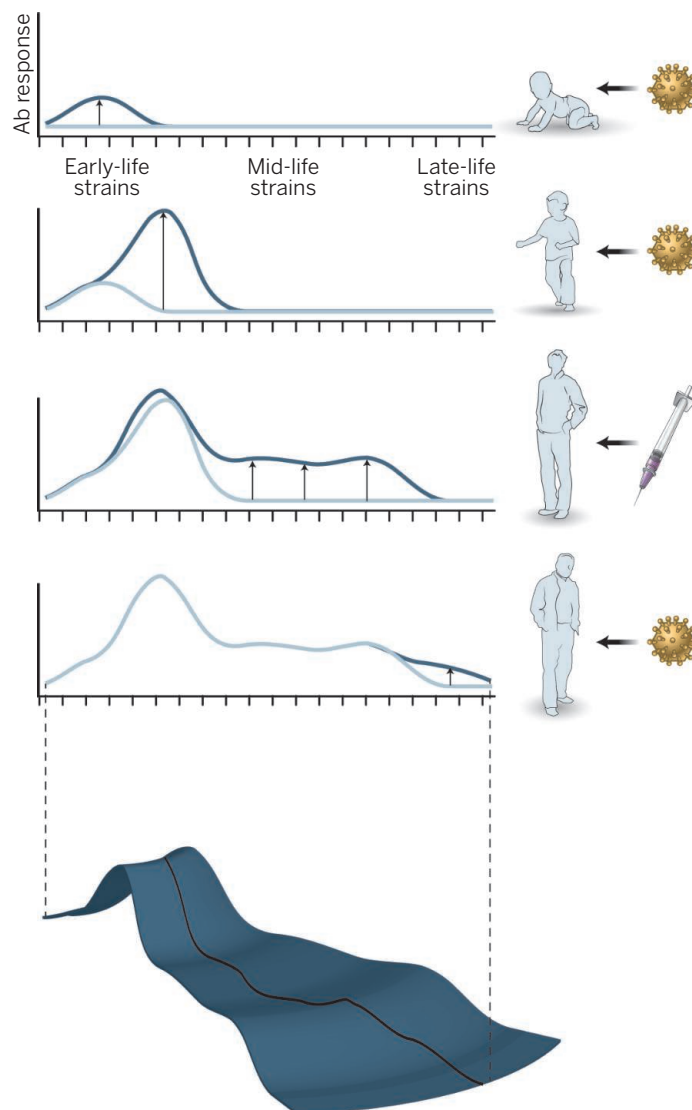 Ab response
Early-life
strains
Mid-life
strains
Late-life
strains